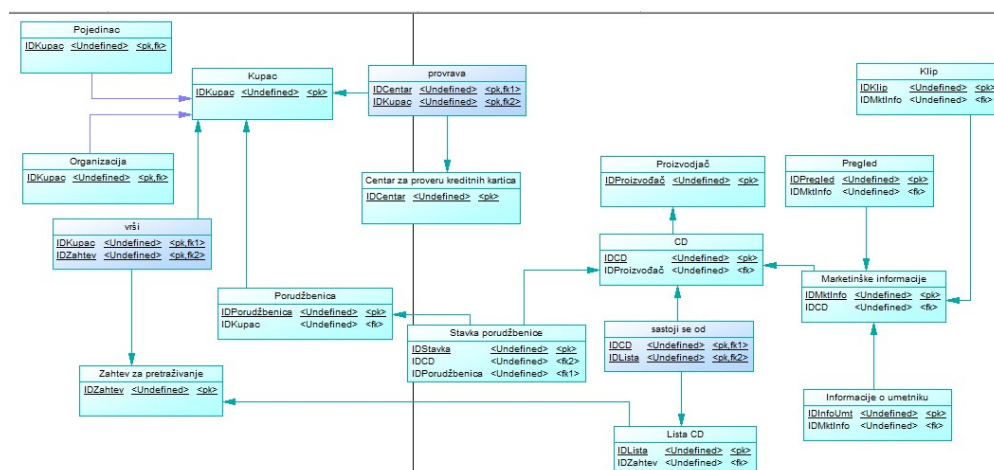 Pojedinac
IDKupac <Undefined> <pk,fk>
Kupac
IDKupac <Undefined> <pk>
provrava
IDCentar <Undefined> <pk,fk1>
IDKupac <Undefined> <pk,fk2>
Klip
IDKlip <Undefined> <pk>
IDMktInfo <Undefined> <fk>
Organizacija
IDKupac <Undefined> <pk,fk>
Centar za proveru kreditnih kartica
IDCentar <Undefined> <pk>
Proizvodjač
IDProizvođač <Undefined> <pk>
Pregled
IDPregled <Undefined> <pk>
IDMktInfo <Undefined> <fk>
vrši
IDKupac <Undefined> <pk,fk1>
IDZahtev <Undefined> <pk,fk2>
CD
IDCD <Undefined> <pk>
IDProizvođač <Undefined> <fk>
Marketinške informacije
IDMktInfo <Undefined> <pk>
IDCD <Undefined> <fk>
Porudžbenica
IDPorudžbenica <Undefined> <pk>
IDKupac <Undefined> <fk>
Stavka porudžbenice
IDStavka <Undefined> <pk>
IDCD <Undefined> <fk2>
IDPorudžbenica <Undefined> <fk1>
sastoji se od
IDCD <Undefined> <pk,fk1>
IDLista <Undefined> <pk,fk2>
Zahtev za pretraživanje
IDZahtev <Undefined> <pk>
Informacije o umetniku
IDInfoUmt <Undefined> <pk>
IDMktInfo <Undefined> <fk>
Lista CD
IDLista <Undefined> <pk>
IDZahtev <Undefined> <fk>